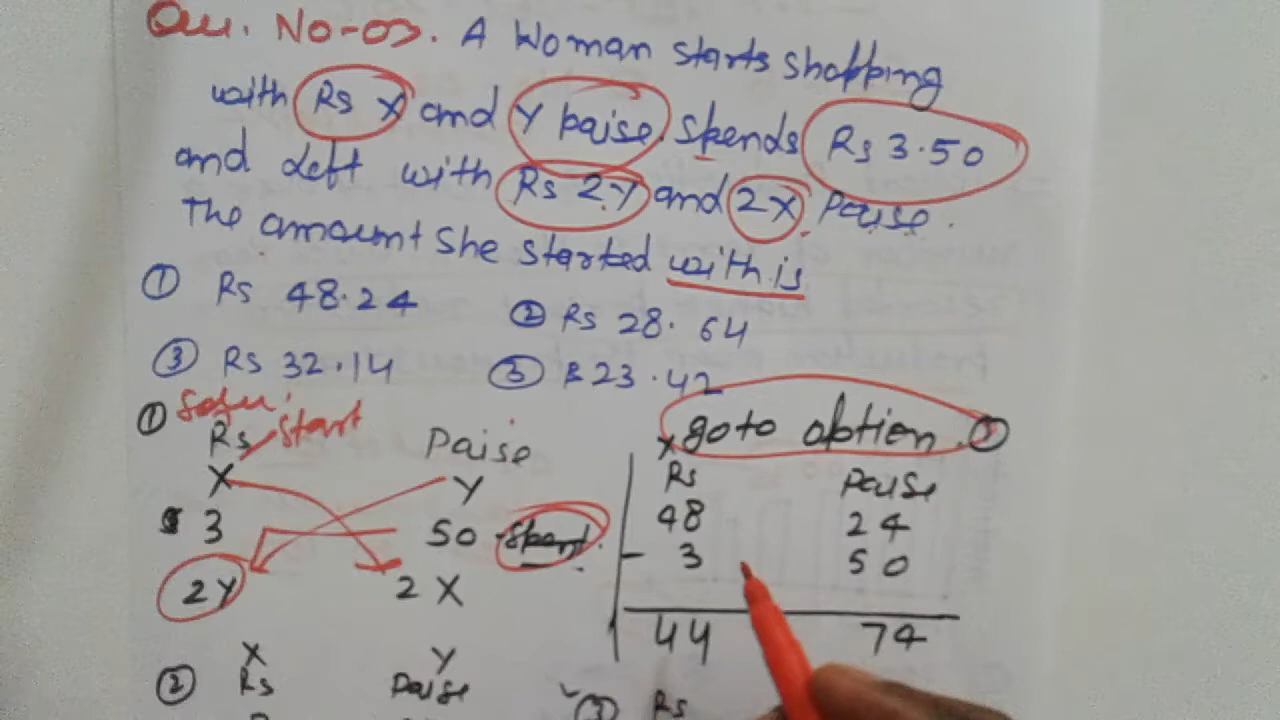 Qu. No-03. A Woman starts shopping
with Rs X and Y paise. Spends Rs 3.50
and left with Rs 2Y and 2X Paise.
The amount She started with is
① Rs 48.24 ② Rs 28.64
③ Rs 32.14 ⑤ 23.42
① Start
Rs Paise
X Y
3 50 Spent.
2Y 2X
goto option ①
X
Rs Paise
48 24
- 3 50
44 74
X Y
② Rs Paise
③ Rs